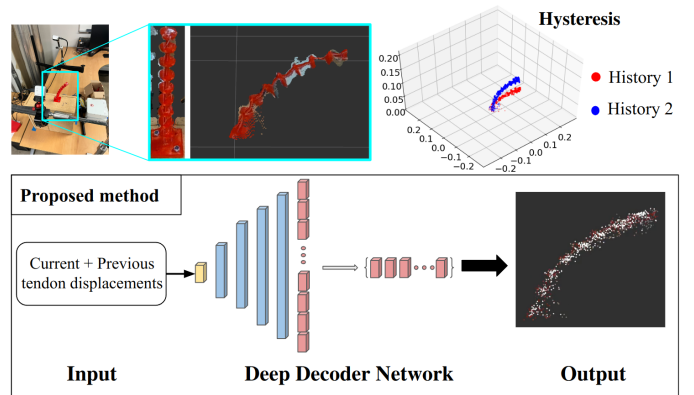 Hysteresis
0.20
0.15
0.10
0.05
0.00
0.2
0.1
0.0
−0.1
−0.2
0.2
0.1
0.0
−0.1
−0.2
History 1
History 2
Proposed method
Current + Previous
tendon displacements
Input
Deep Decoder Network
Output